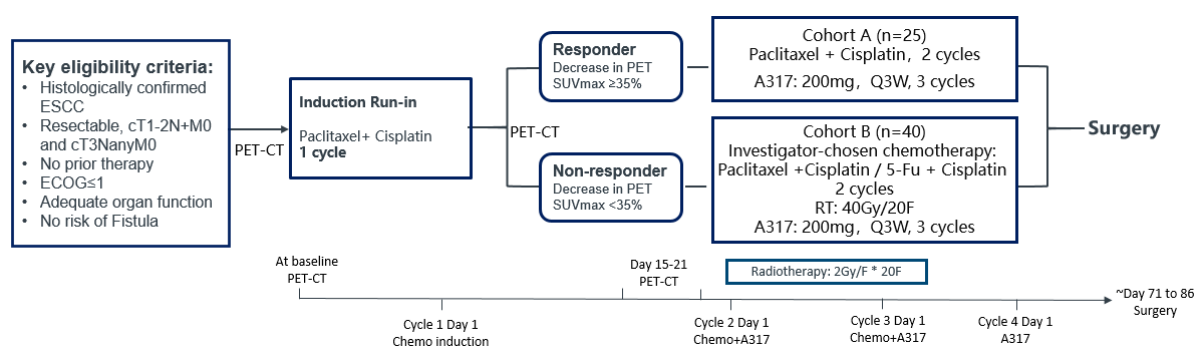 Key eligibility criteria:
• Histologically confirmed
ESCC
• Resectable, cT1-2N+M0
and cT3NanyM0
• No prior therapy
• ECOG≤1
• Adequate organ function
• No risk of Fistula
PET-CT
Induction Run-in
Paclitaxel+ Cisplatin
1 cycle
PET-CT
Responder
Decrease in PET
SUVmax ≥35%
Non-responder
Decrease in PET
SUVmax <35%
Cohort A (n=25)
Paclitaxel + Cisplatin, 2 cycles
A317: 200mg, Q3W, 3 cycles
Cohort B (n=40)
Investigator-chosen chemotherapy:
Paclitaxel +Cisplatin / 5-Fu + Cisplatin
2 cycles
RT: 40Gy/20F
A317: 200mg, Q3W, 3 cycles
Surgery
At baseline
PET-CT
Day 15-21
PET-CT
Radiotherapy: 2Gy/F * 20F
~Day 71 to 86
Surgery
Cycle 1 Day 1
Chemo induction
Cycle 2 Day 1
Chemo+A317
Cycle 3 Day 1
Chemo+A317
Cycle 4 Day 1
A317